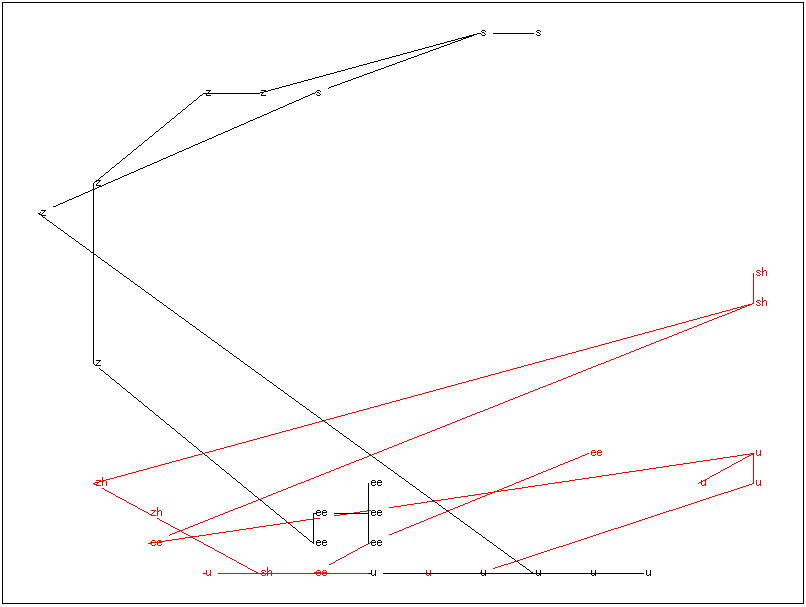 s s
z z s
z
z
sh
sh
z
ee u
zh ee u u
zh ee ee
ee ee ee
u sh ee u u u u u u